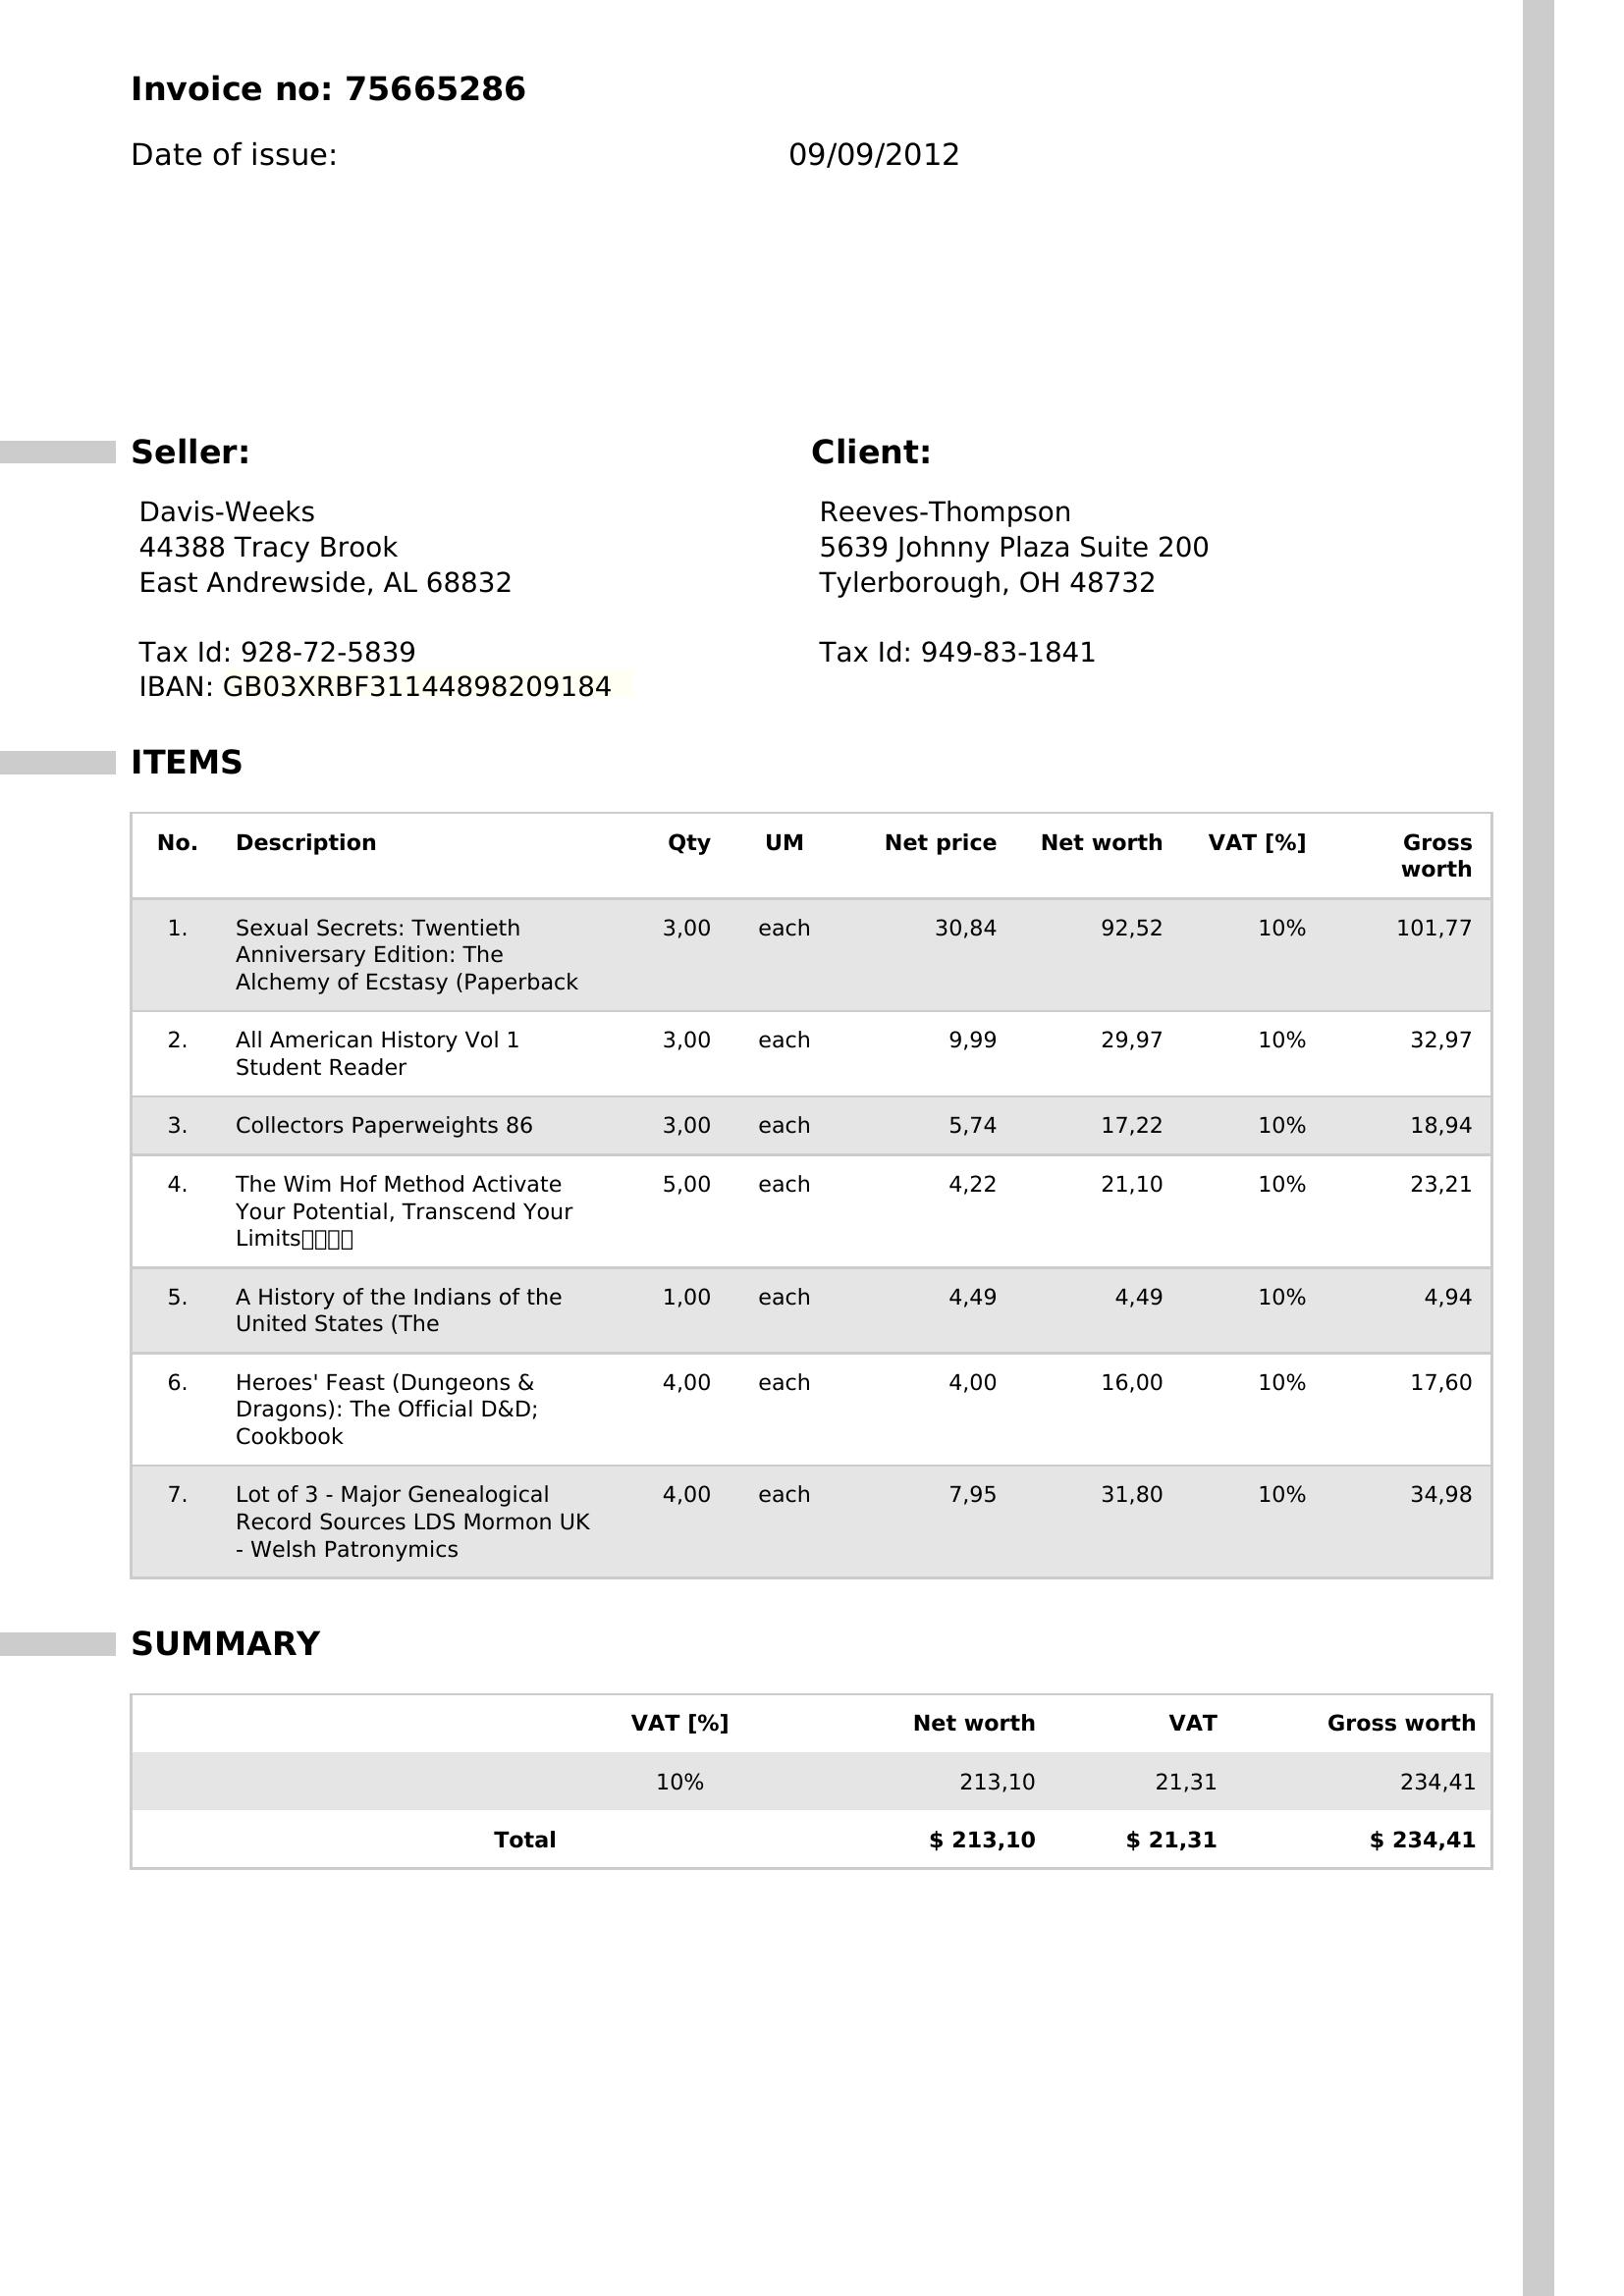 Invoice no: 75665286
Date of issue: 09/09/2012
Seller:
Davis-Weeks
44388 Tracy Brook
East Andrewside, AL 68832
Tax Id: 928-72-5839
IBAN: GB03XRBF31144898209184
Client:
Reeves-Thompson
5639 Johnny Plaza Suite 200
Tylerborough, OH 48732
Tax Id: 949-83-1841
ITEMS
No. Description Qty UM Net price Net worth VAT [%] Gross
worth
1. Sexual Secrets: Twentieth 3,00 each 30,84 92,52 10% 101,77
Anniversary Edition: The
Alchemy of Ecstasy (Paperback
2. All American History Vol 1 3,00 each 9,99 29,97 10% 32,97
Student Reader
3. Collectors Paperweights 86 3,00 each 5,74 17,22 10% 18,94
4. The Wim Hof Method Activate 5,00 each 4,22 21,10 10% 23,21
Your Potential, Transcend Your
Limits
5. A History of the Indians of the 1,00 each 4,49 4,49 10% 4,94
United States (The
6. Heroes' Feast (Dungeons & 4,00 each 4,00 16,00 10% 17,60
Dragons): The Official D&D;
Cookbook
7. Lot of 3 - Major Genealogical 4,00 each 7,95 31,80 10% 34,98
Record Sources LDS Mormon UK
- Welsh Patronymics
SUMMARY
VAT [%] Net worth VAT Gross worth
10% 213,10 21,31 234,41
Total $ 213,10 $ 21,31 $ 234,41